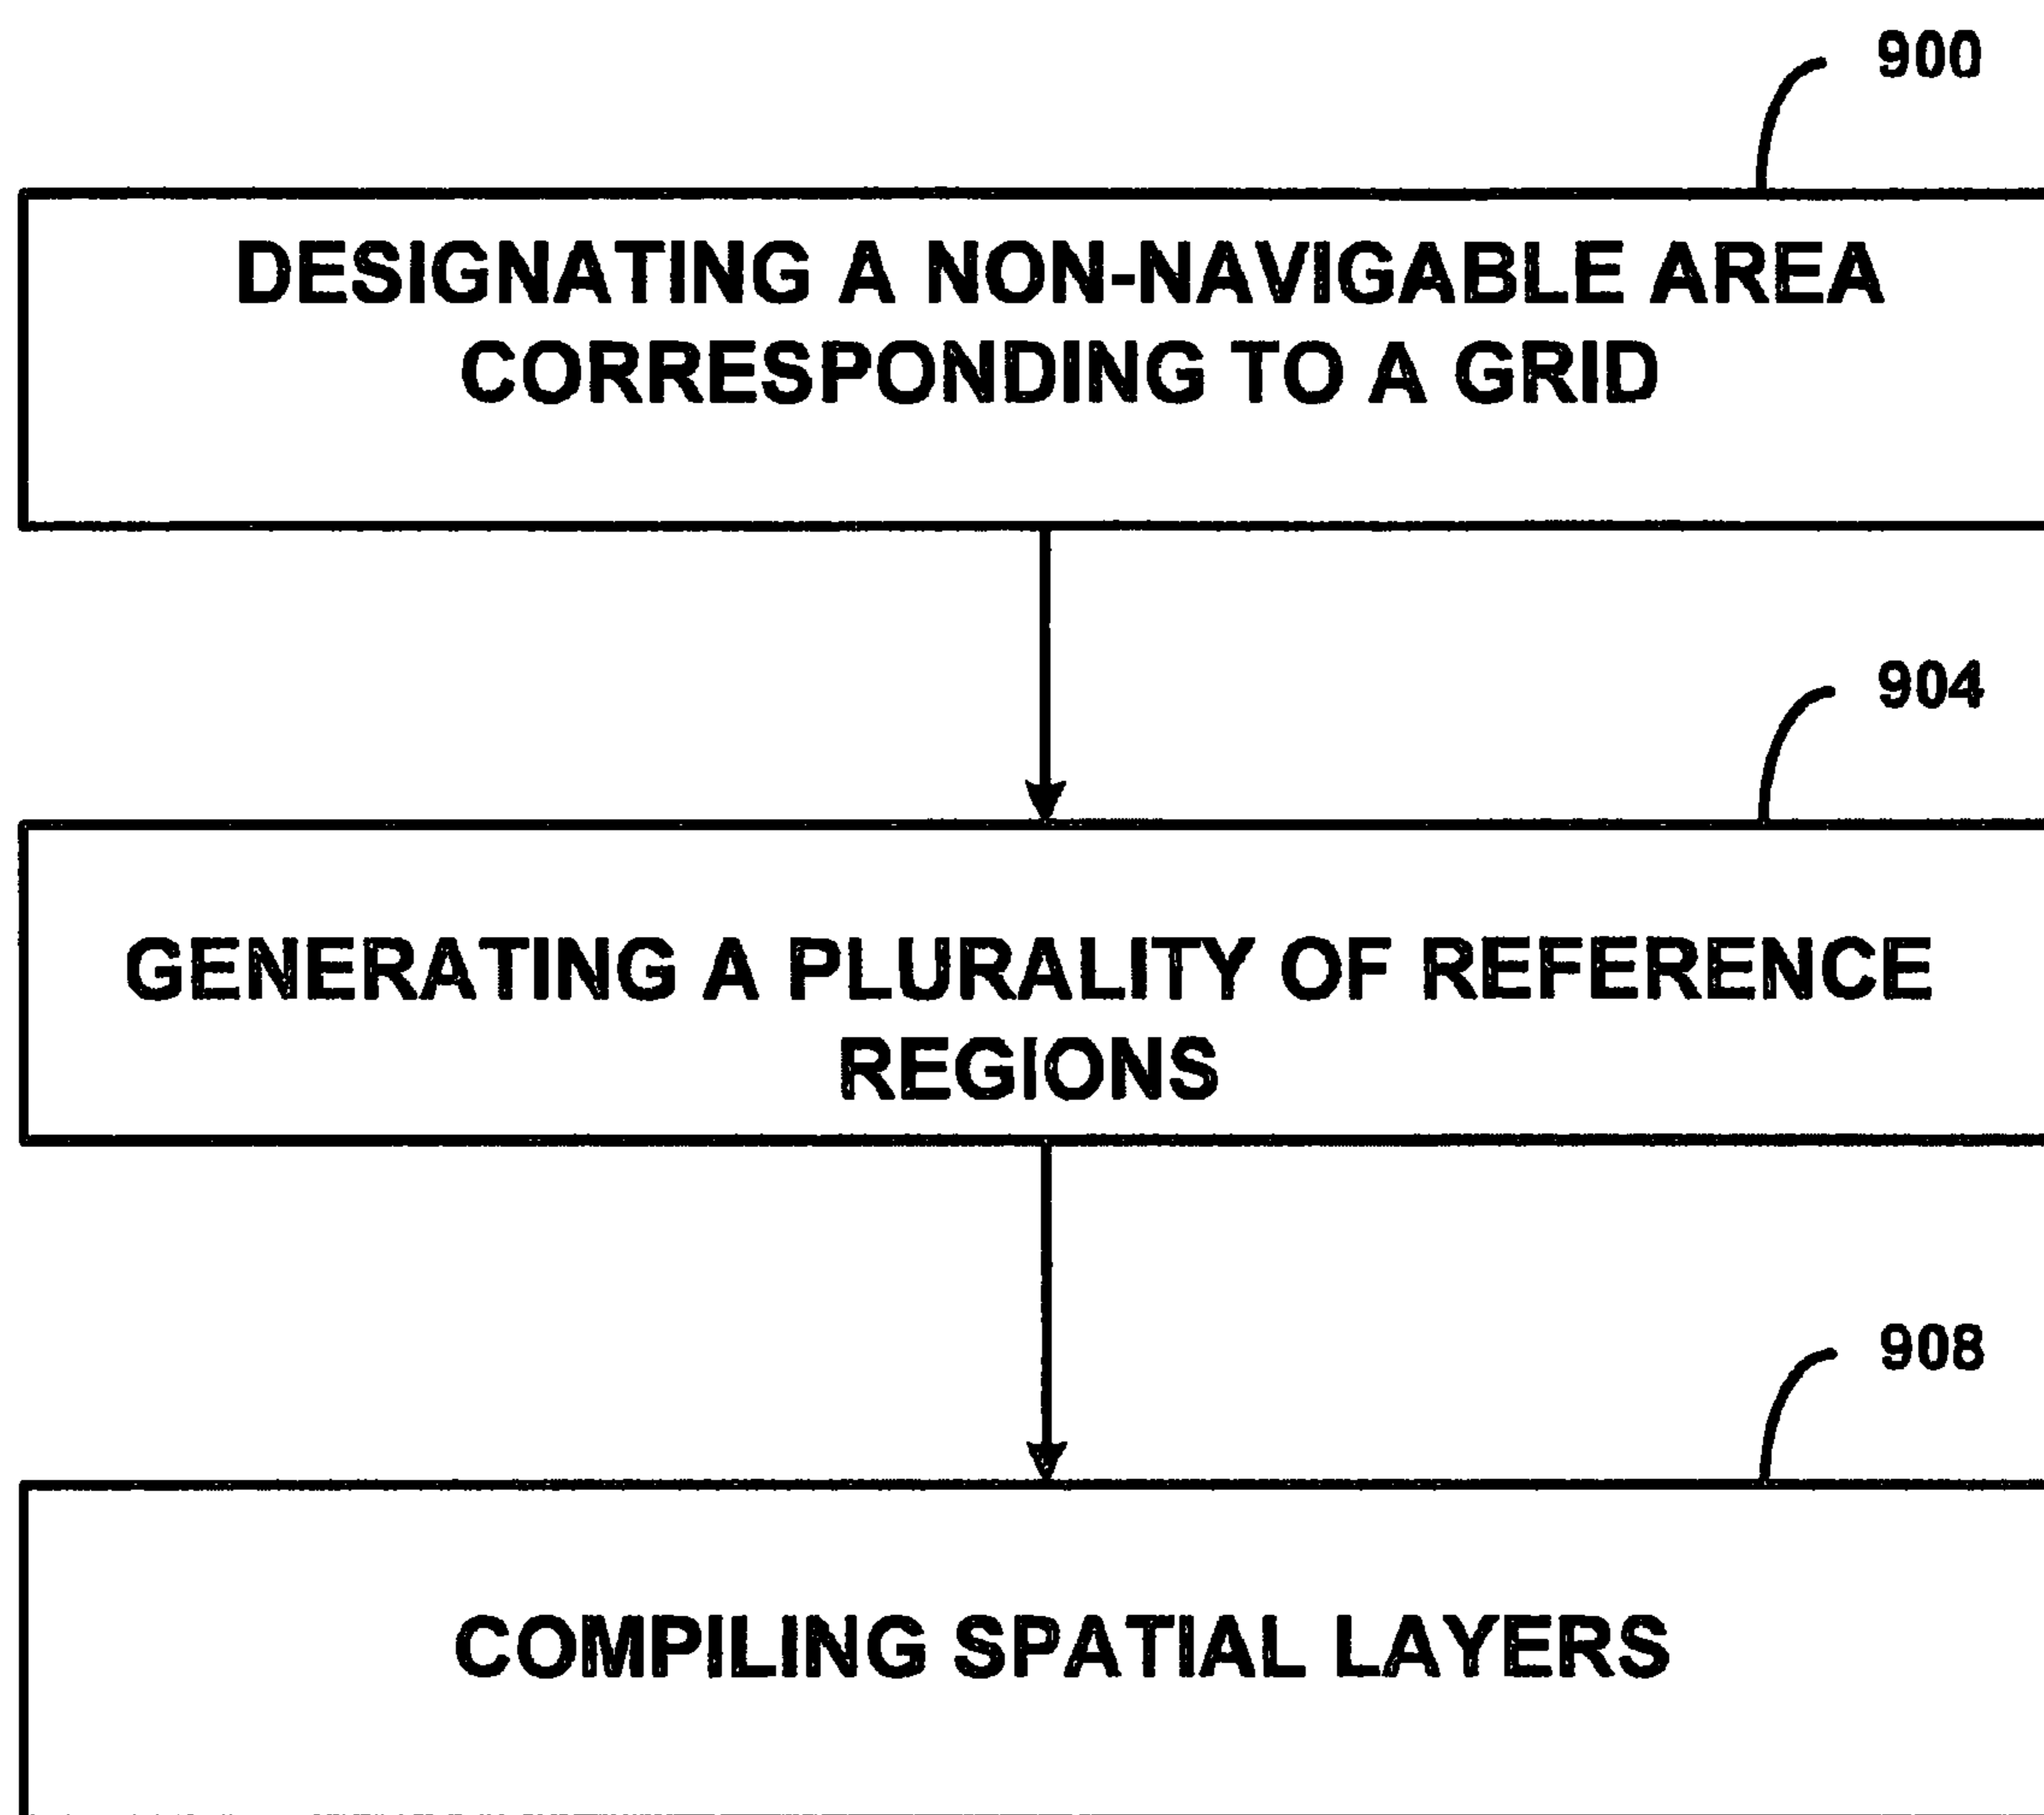 900
DESIGNATING A NON-NAVIGABLE AREA
CORRESPONDING TO A GRID
904
GENERATING A PLURALITY OF REFERENCE
REGIONS
908
COMPILING SPATIAL LAYERS